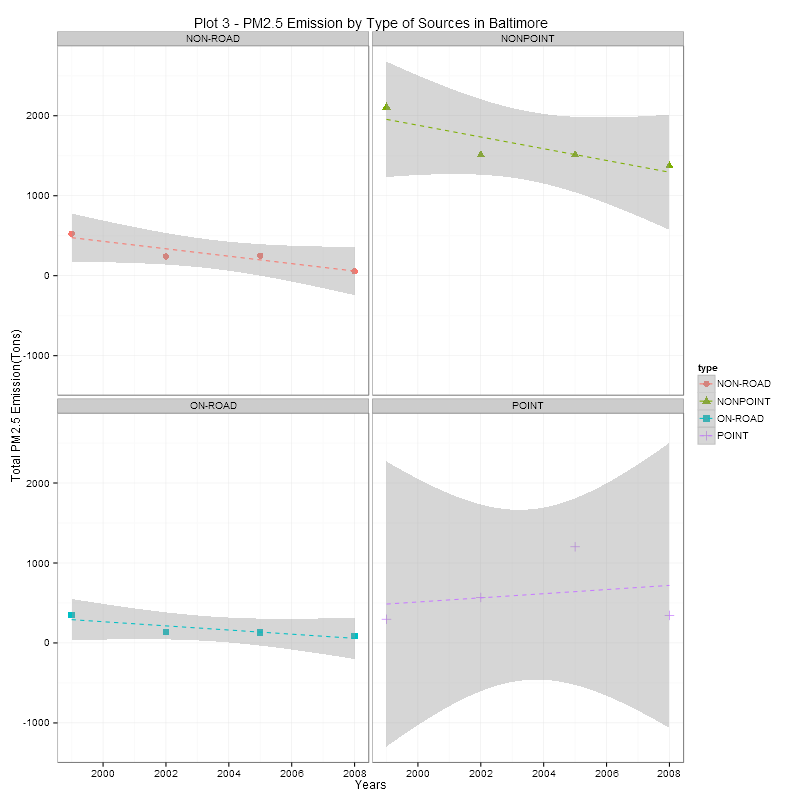 Plot 3 - PM2.5 Emission by Type of Sources in Baltimore
NON-ROAD
NONPOINT
2000
1000
0
-1000
ON-ROAD
POINT
2000
1000
0
-1000
2000
2002
2004
2006
2008
2000
2002
2004
2006
2008
Years
Total PM2.5 Emission(Tons)
type
NON-ROAD
NONPOINT
ON-ROAD
POINT